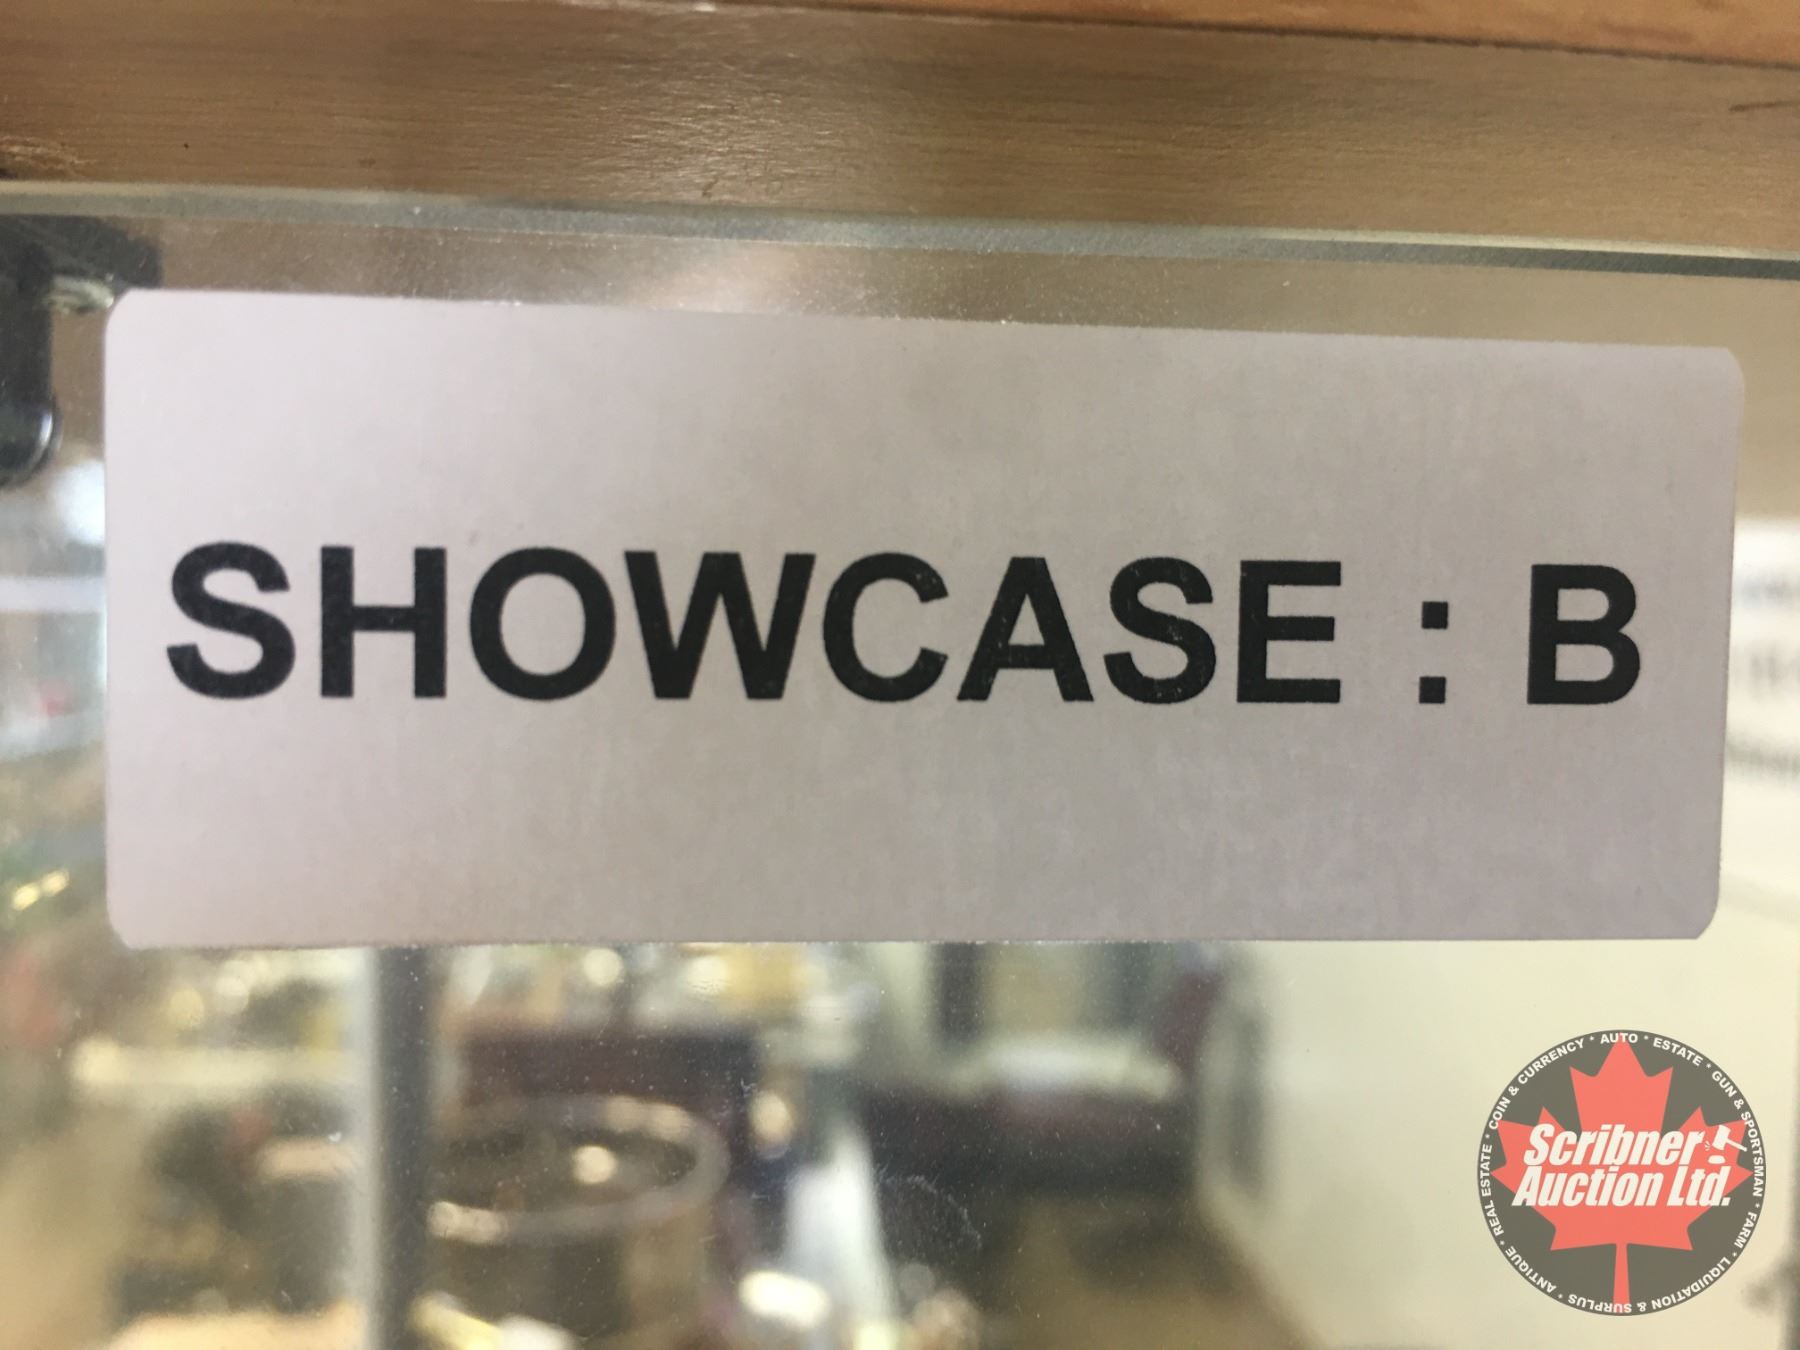 SHOWCASE : B
Scribner
Auction Ltd.
REAL ESTATE * COIN & CURRENCY * AUTO * ESTATE * GUN & SPORTSMAN * FARM * LIQUIDATION & SURPLUS * ANTIQUE *